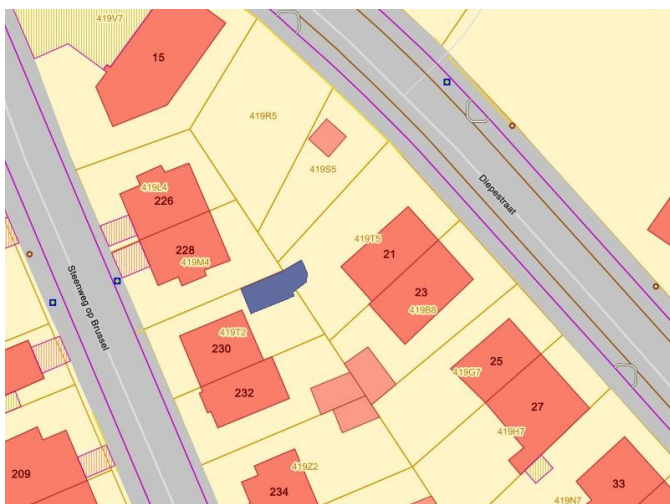 419V7
15
419R5
419S5
Diepestraat
419L4
226
228
419M4
419T5
21
23
419B8
Steenweg op Brussel
419T2
230
232
25
419G7
27
419H7
209
419Z2
234
33
419N7